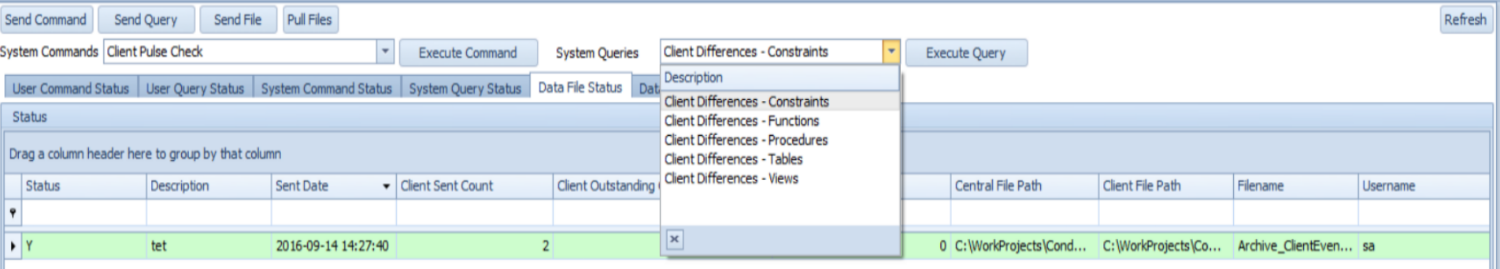 Send Command Send Query Send File Pull Files Refresh
System Commands Client Pulse Check Execute Command System Queries Client Differences - Constraints Execute Query
User Command Status User Query Status System Command Status System Query Status Data File Status Dat
Description
Status
Client Differences - Constraints
Client Differences - Functions
Client Differences - Procedures
Client Differences - Tables
Client Differences - Views
Drag a column header here to group by that column
Status Description Sent Date Client Sent Count Client Outstanding Central File Path Client File Path Filename Username
Y tet 2016-09-14 14:27:40 2 0 C:\WorkProjects\Cond... C:\WorkProjects\Co... Archive_ClientEven... sa